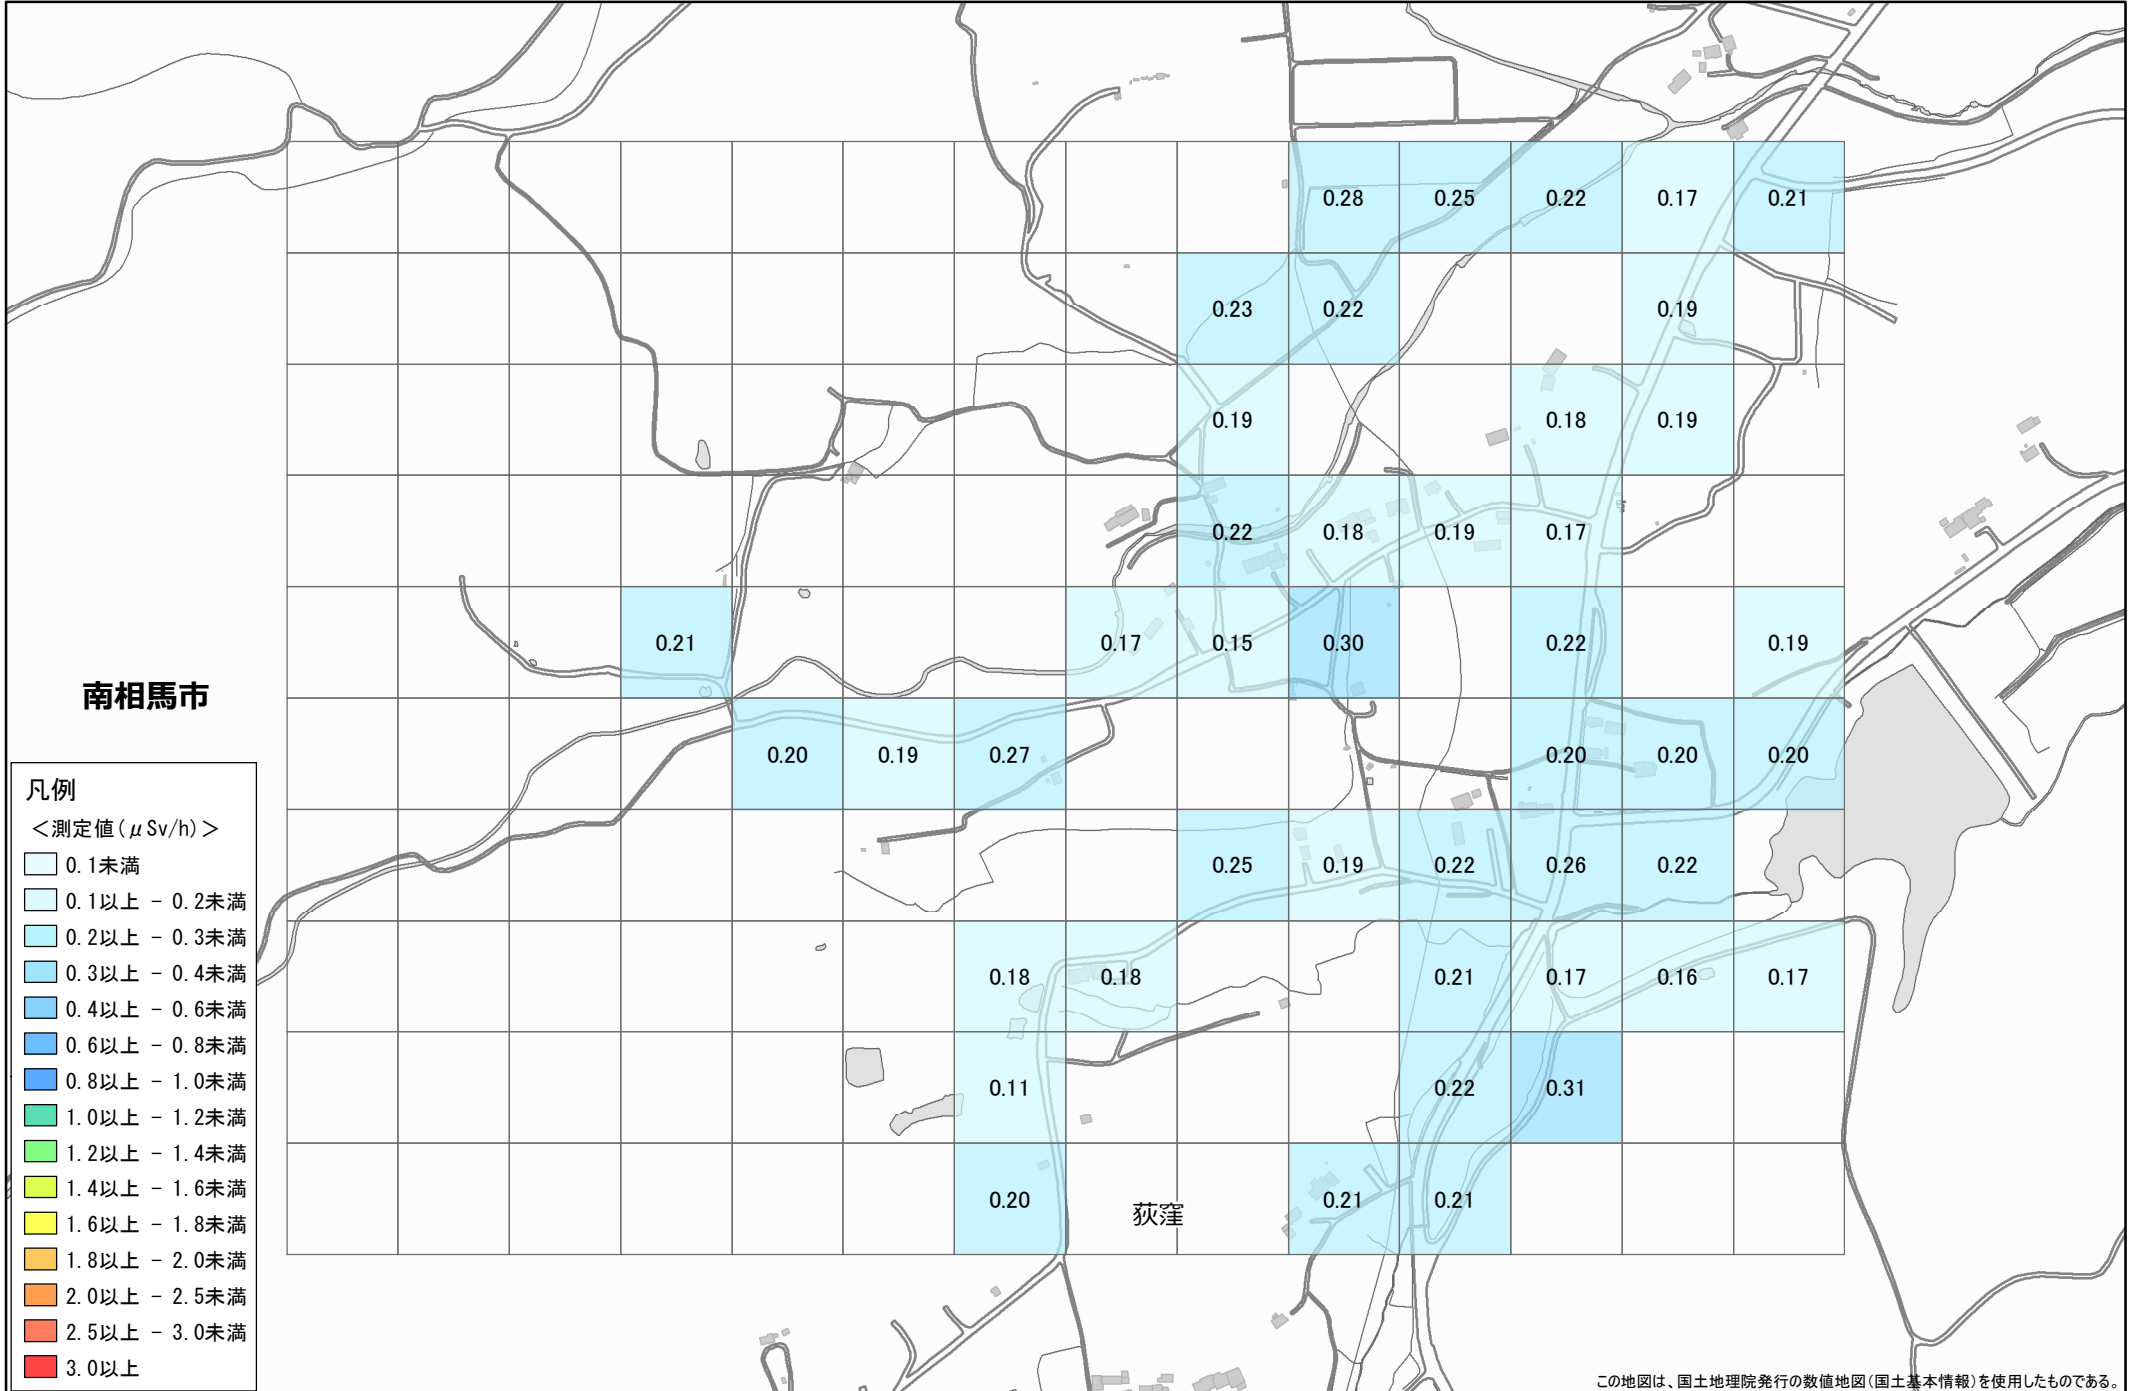 0.28 0.25 0.22 0.17 0.21
0.23 0.22 0.19
0.19 0.18 0.19
0.22 0.18 0.19 0.17
0.21 0.17 0.15 0.30 0.22 0.19
南相馬市
0.20 0.19 0.27 0.20 0.20 0.20
0.25 0.19 0.22 0.26 0.22
0.18 0.18 0.21 0.17 0.16 0.17
0.11 0.22 0.31
0.20 0.21 0.21
荻窪
凡例
＜測定値(μSv/h)＞
0.1未満
0.1以上 - 0.2未満
0.2以上 - 0.3未満
0.3以上 - 0.4未満
0.4以上 - 0.6未満
0.6以上 - 0.8未満
0.8以上 - 1.0未満
1.0以上 - 1.2未満
1.2以上 - 1.4未満
1.4以上 - 1.6未満
1.6以上 - 1.8未満
1.8以上 - 2.0未満
2.0以上 - 2.5未満
2.5以上 - 3.0未満
3.0以上
この地図は、国土地理院発行の数値地図(国土基本情報)を使用したものである。